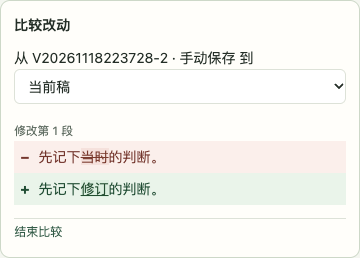 比较改动
从 V20261118223728-2 · 手动保存 到
当前稿
修改第 1 段
− 先记下当时的判断。
+ 先记下修订的判断。
结束比较